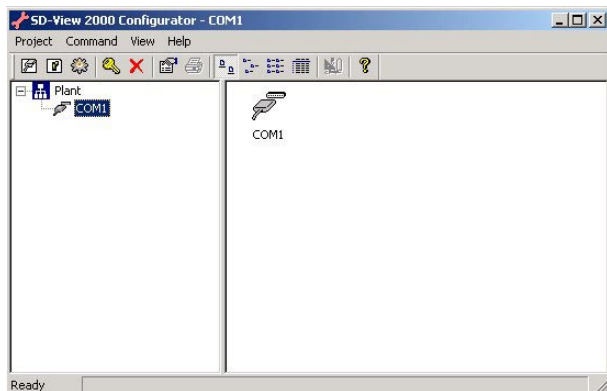 SD-View 2000 Configurator - COM1
Project Command View Help
Plant
COM1
COM1
Ready